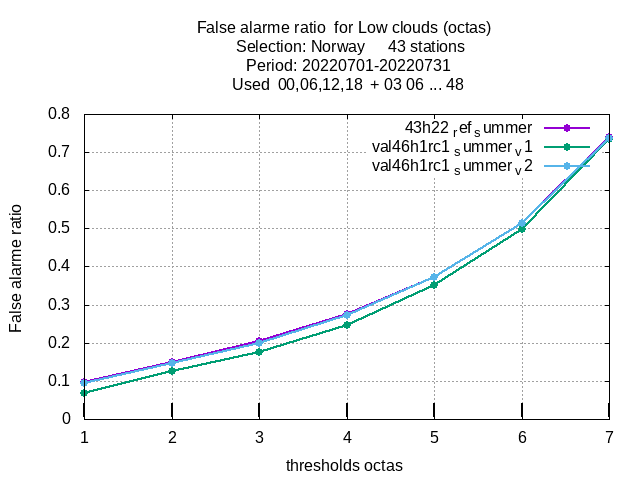 False alarme ratio  for Low clouds (octas)
Selection: Norway     43 stations
Period: 20220701-20220731
Used  00,06,12,18  + 03 06 ... 48
0.8
0.7
0.6
0.5
0.4
0.3
0.2
0.1
0
False alarme ratio
43h22 ref summer
val46h1rc1 summer v1
val46h1rc1 summer v2
1 2 3 4 5 6 7
thresholds octas